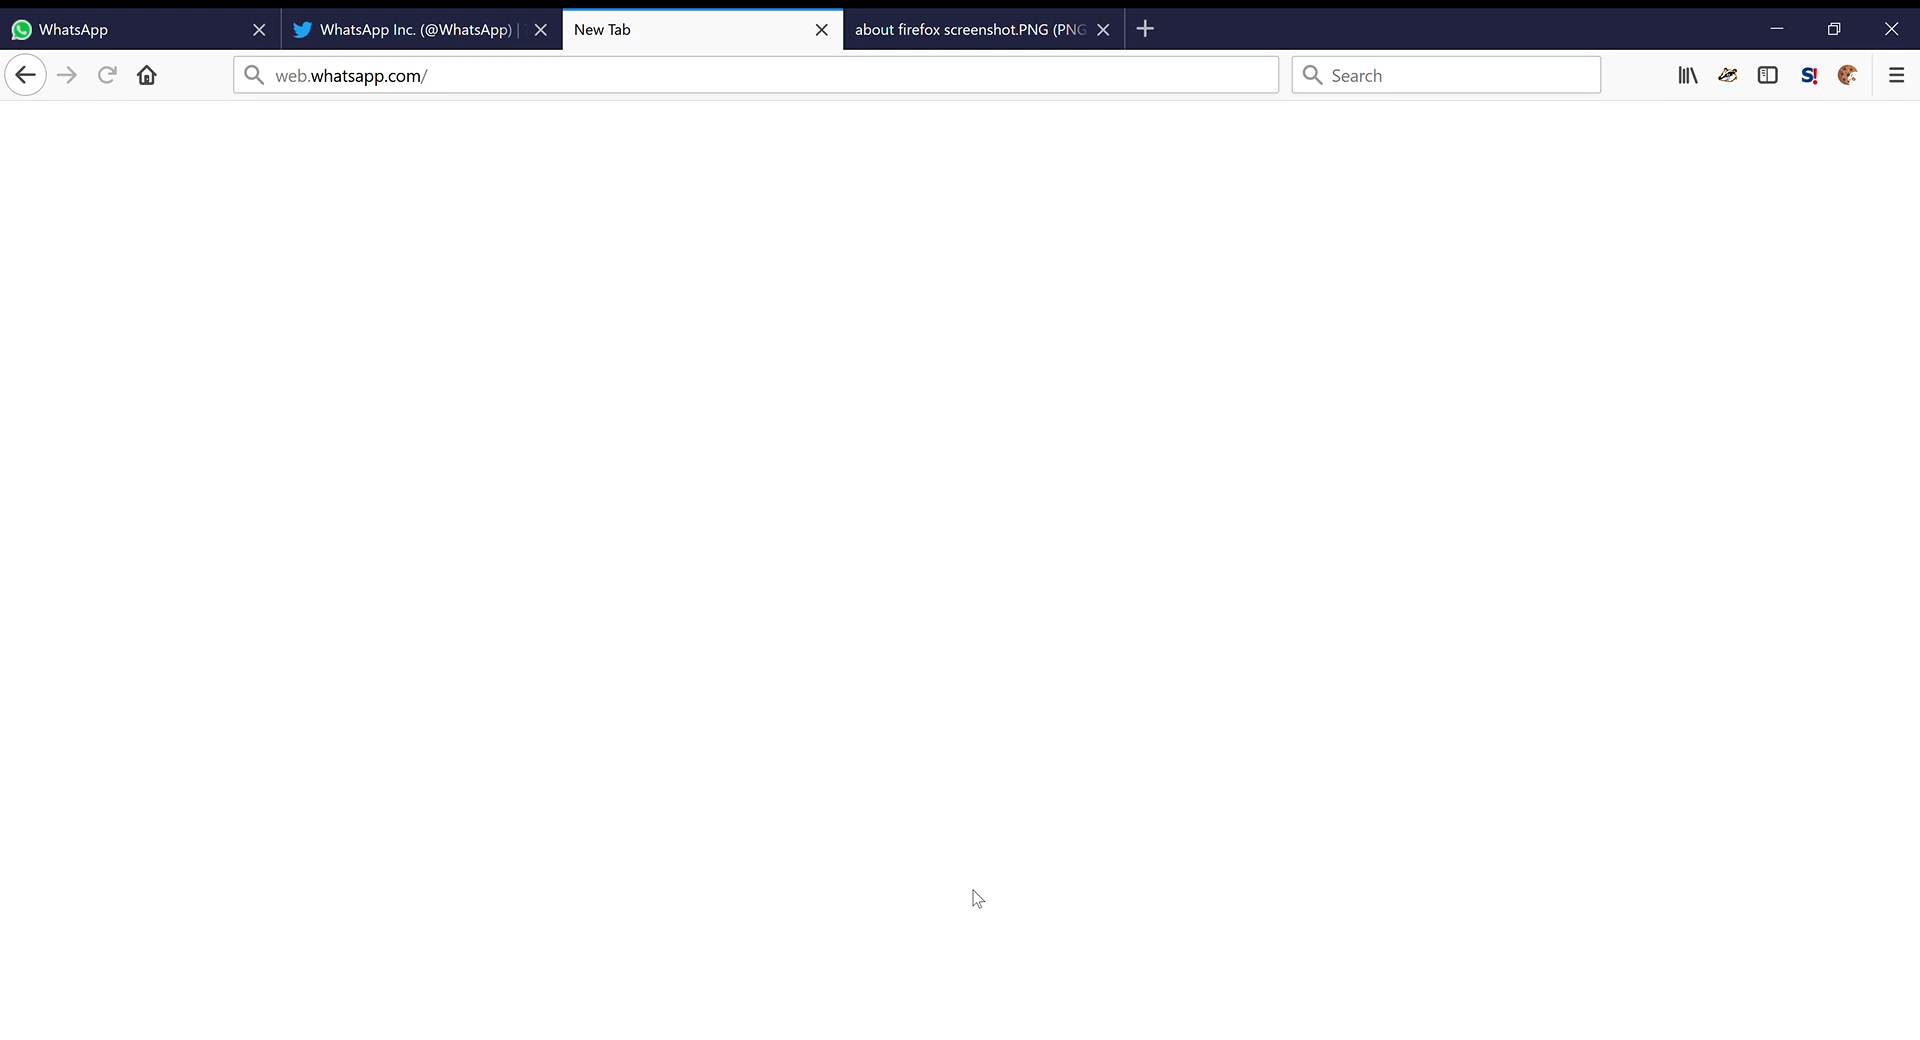 WhatsApp
WhatsApp Inc. (@WhatsApp) |
New Tab
about firefox screenshot.PNG (PNG
web.whatsapp.com/
Search
S!